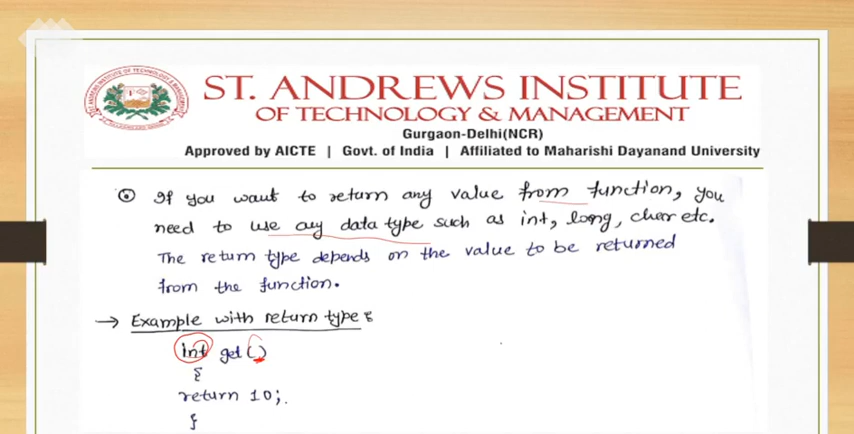 ST. ANDREWS INSTITUTE
OF TECHNOLOGY & MANAGEMENT
Gurgaon-Delhi(NCR)
Approved by AICTE | Govt. of India | Affiliated to Maharishi Dayanand University
If you want to return any value from function, you
need to use any data type such as int, long, char etc.
The return type depends on the value to be returned
from the function.
→ Example with return type :
int get ()
{
return 10;
}